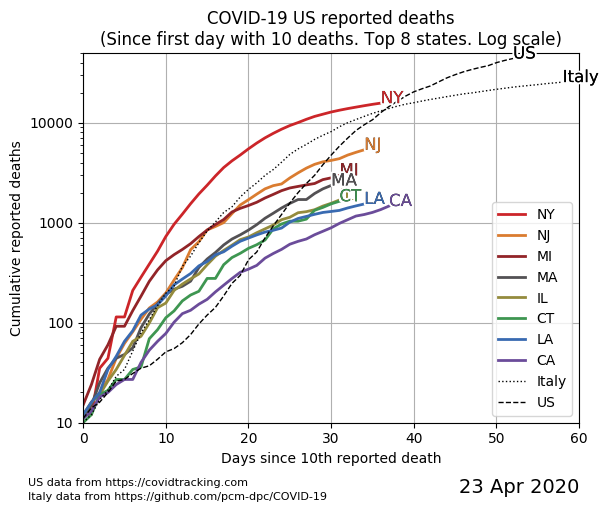 COVID-19 US reported deaths
(Since first day with 10 deaths. Top 8 states. Log scale)
Cumulative reported deaths
10000
1000
100
10
US
Italy
NY
NJ
MI
MA
CT
LA
CA
NY
NJ
MI
MA
IL
CT
LA
CA
Italy
US
0 10 20 30 40 50 60
Days since 10th reported death
US data from https://covidtracking.com
Italy data from https://github.com/pcm-dpc/COVID-19
23 Apr 2020